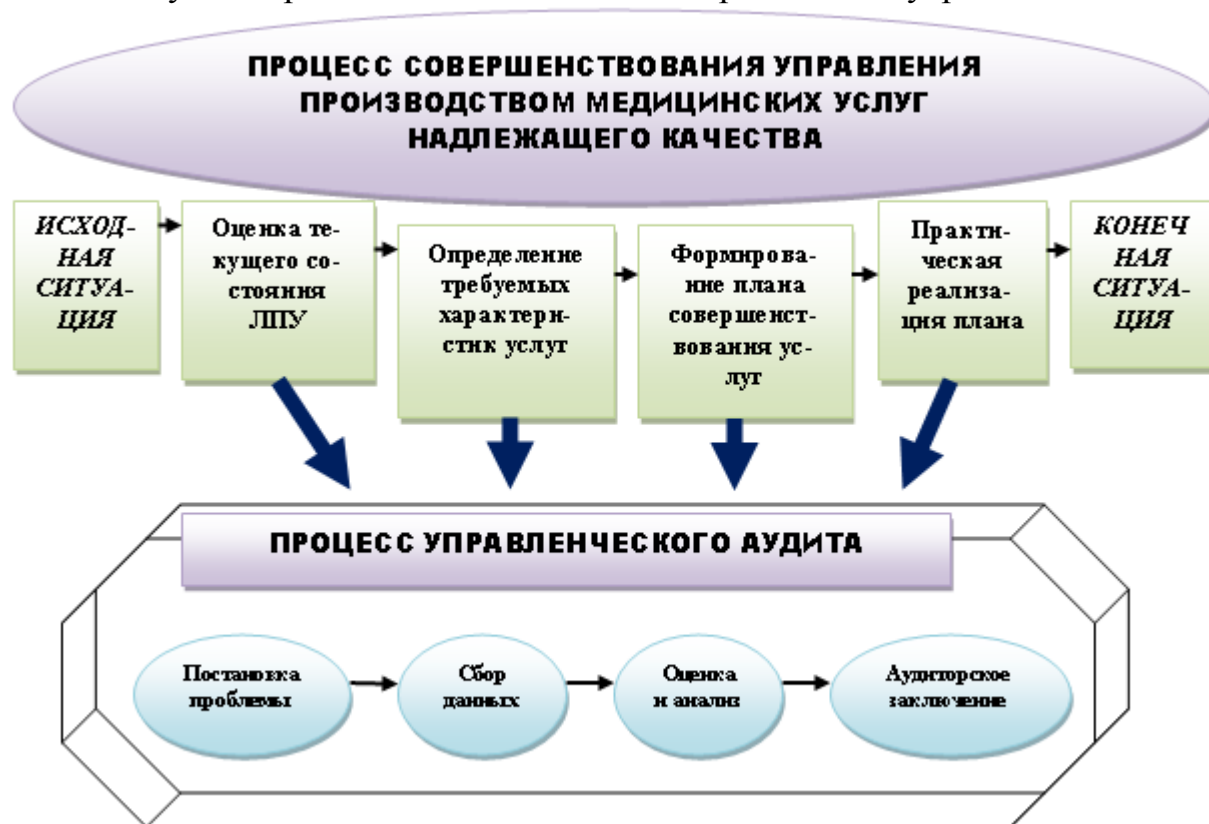 ПРОЦЕСС СОВЕРШЕНСТВОВАНИЯ УПРАВЛЕНИЯ
ПРОИЗВОДСТВОМ МЕДИЦИНСКИХ УСЛУГ
НАДЛЕЖАЩЕГО КАЧЕСТВА
ИСХОД-
НАЯ
СИТУА-
ЦИЯ
Оценка те-
кущего со-
стояния
ЛПУ
Определение
требуемых
характери-
стик услуг
Формирова-
ние плана
совершенст-
вования ус-
луг
Практи-
ческая
реализа-
ция плана
КОНЕЧ
НАЯ
СИТУА-
ЦИЯ
ПРОЦЕСС УПРАВЛЕНЧЕСКОГО АУДИТА
Постановка
проблемы
Сбор
данных
Оценка
и анализ
Аудиторское
заключение